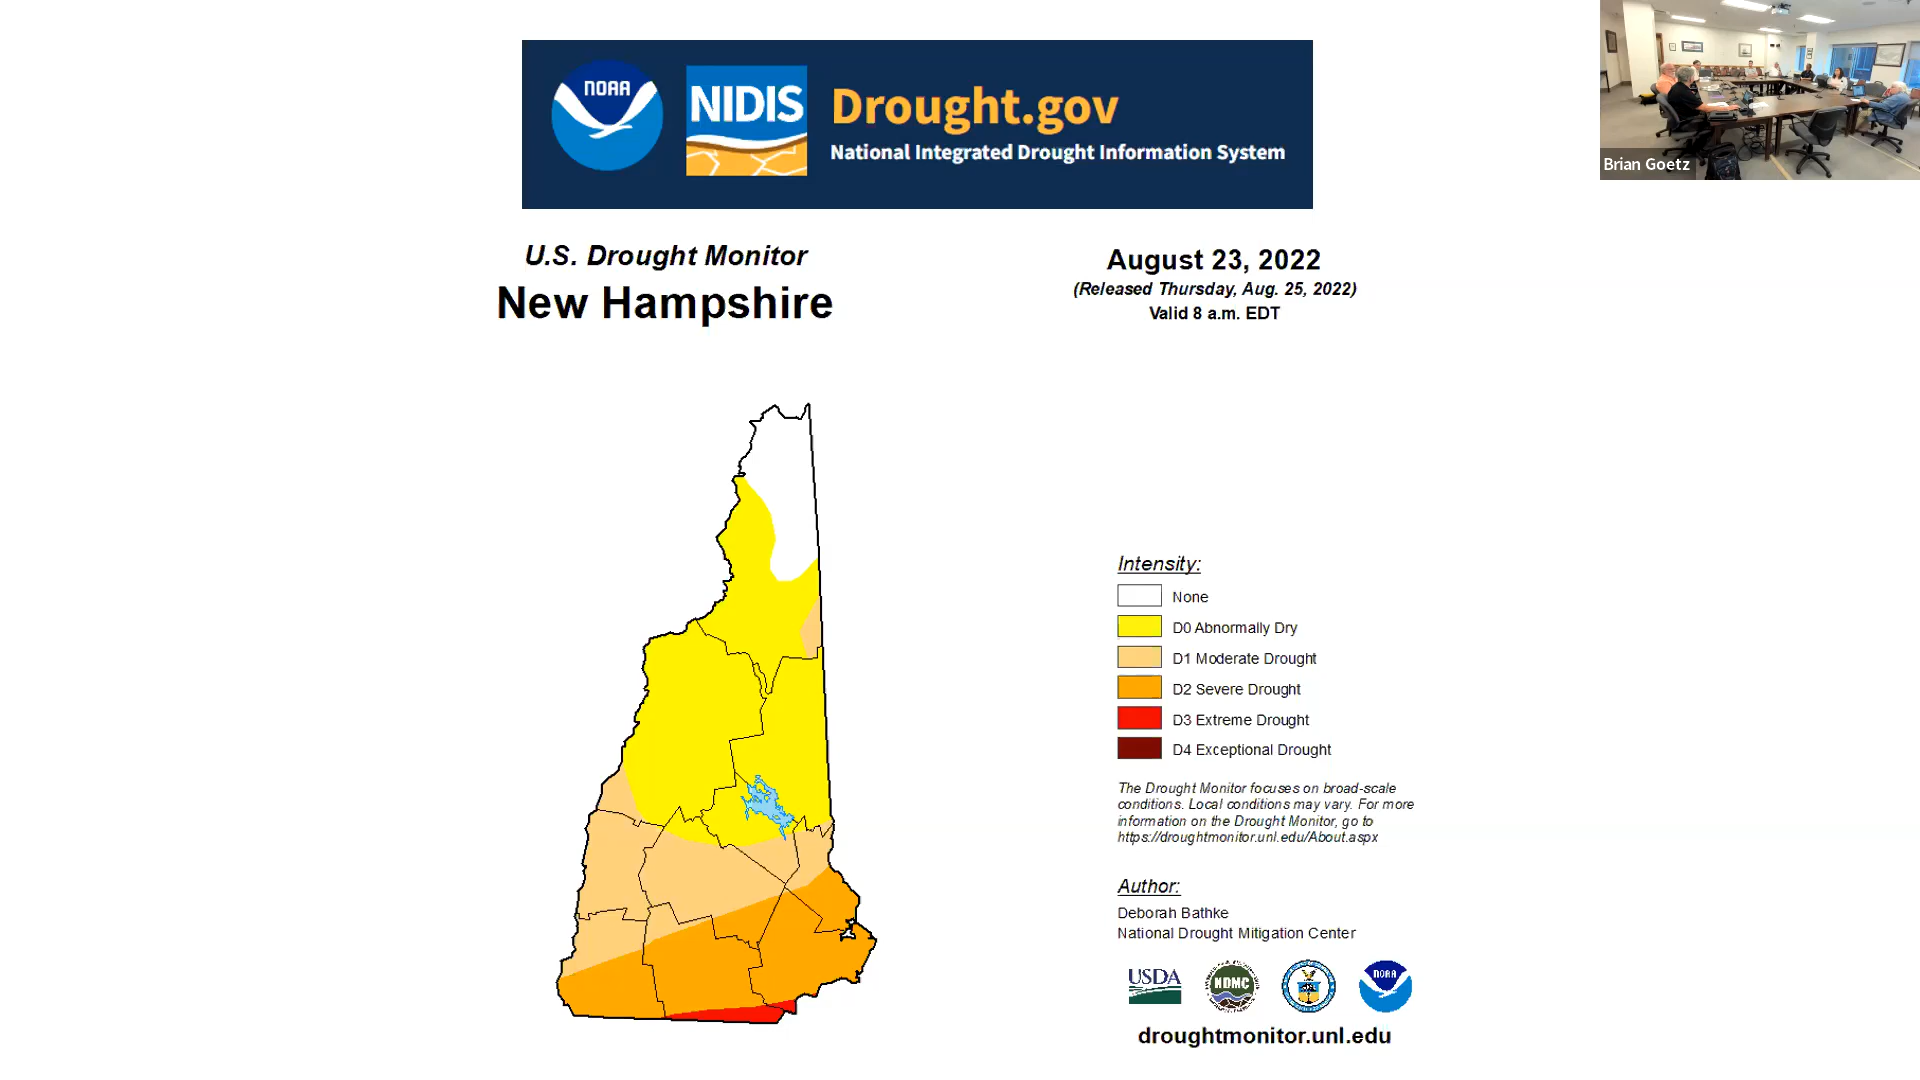 NOAA
NIDIS
Drought.gov
National Integrated Drought Information System
Brian Goetz
U.S. Drought Monitor
New Hampshire
August 23, 2022
(Released Thursday, Aug. 25, 2022)
Valid 8 a.m. EDT
Intensity:
None
D0 Abnormally Dry
D1 Moderate Drought
D2 Severe Drought
D3 Extreme Drought
D4 Exceptional Drought
The Drought Monitor focuses on broad-scale
conditions. Local conditions may vary. For more
information on the Drought Monitor, go to
https://droughtmonitor.unl.edu/About.aspx
Author:
Deborah Bathke
National Drought Mitigation Center
USDA
NDMC
NOAA
droughtmonitor.unl.edu